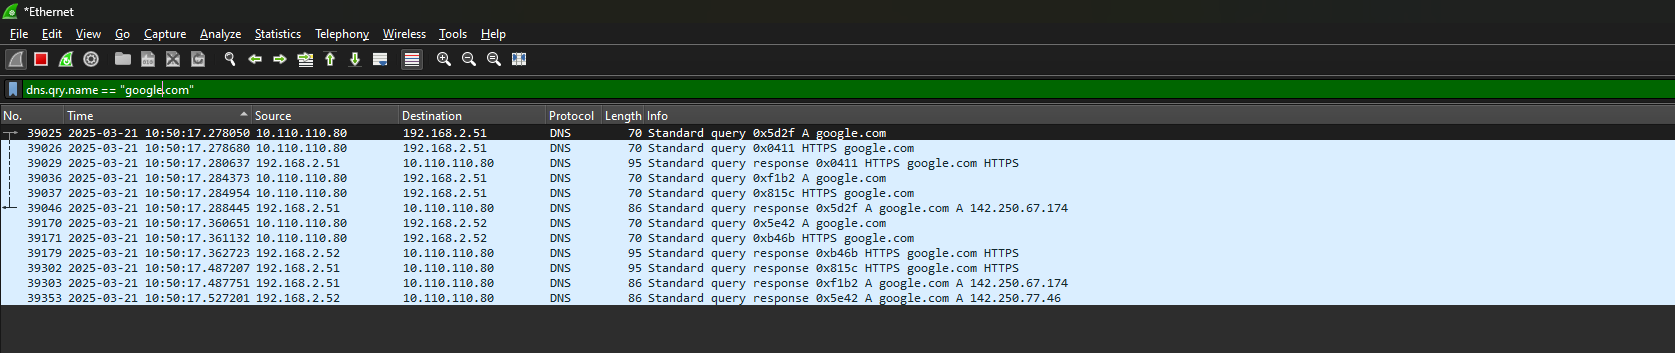 *Ethernet
File Edit View Go Capture Analyze Statistics Telephony Wireless Tools Help
dns.qry.name == "google.com"
No. Time Source Destination Protocol Length Info
39025 2025-03-21 10:50:17.278050 10.110.110.80 192.168.2.51 DNS 70 Standard query 0x5d2f A google.com
39026 2025-03-21 10:50:17.278680 10.110.110.80 192.168.2.51 DNS 70 Standard query 0x0411 HTTPS google.com
39029 2025-03-21 10:50:17.280637 192.168.2.51 10.110.110.80 DNS 95 Standard query response 0x0411 HTTPS google.com HTTPS
39036 2025-03-21 10:50:17.284373 10.110.110.80 192.168.2.51 DNS 70 Standard query 0xf1b2 A google.com
39037 2025-03-21 10:50:17.284954 10.110.110.80 192.168.2.51 DNS 70 Standard query 0x815c HTTPS google.com
39046 2025-03-21 10:50:17.288445 192.168.2.51 10.110.110.80 DNS 86 Standard query response 0x5d2f A google.com A 142.250.67.174
39170 2025-03-21 10:50:17.360651 10.110.110.80 192.168.2.52 DNS 70 Standard query 0x5e42 A google.com
39171 2025-03-21 10:50:17.361132 10.110.110.80 192.168.2.52 DNS 70 Standard query 0xb46b HTTPS google.com
39179 2025-03-21 10:50:17.362723 192.168.2.52 10.110.110.80 DNS 95 Standard query response 0xb46b HTTPS google.com HTTPS
39302 2025-03-21 10:50:17.487207 192.168.2.51 10.110.110.80 DNS 95 Standard query response 0x815c HTTPS google.com HTTPS
39303 2025-03-21 10:50:17.487751 192.168.2.51 10.110.110.80 DNS 86 Standard query response 0xf1b2 A google.com A 142.250.67.174
39353 2025-03-21 10:50:17.527201 192.168.2.52 10.110.110.80 DNS 86 Standard query response 0x5e42 A google.com A 142.250.77.46